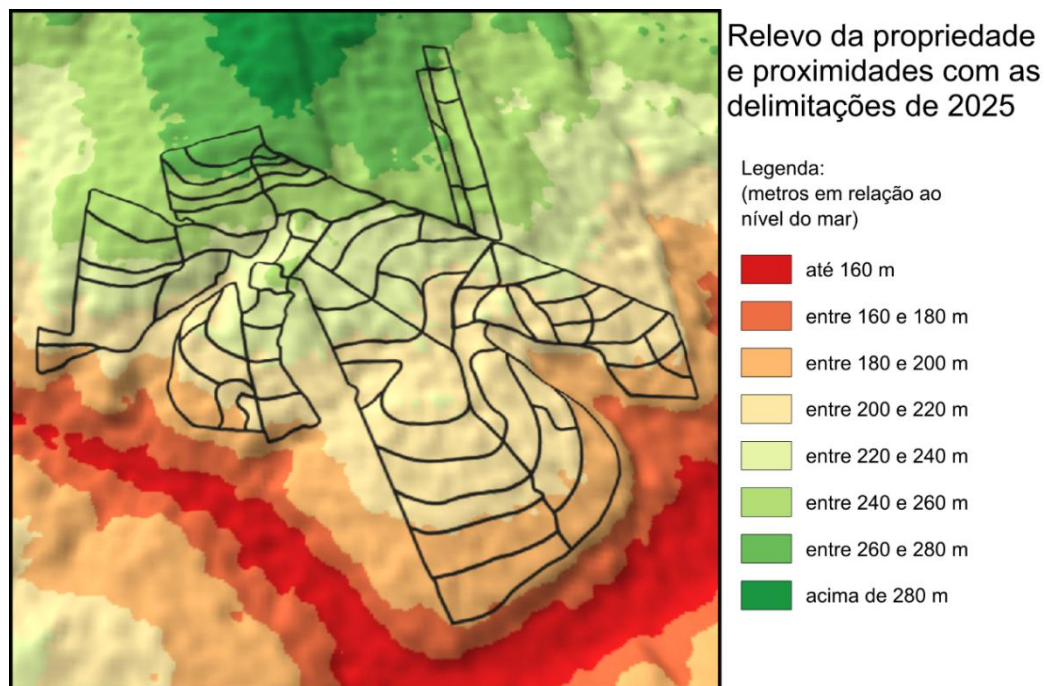 Relevo da propriedade
e proximidades com as
delimitações de 2025
Legenda:
(metros em relação ao
nível do mar)
até 160 m
entre 160 e 180 m
entre 180 e 200 m
entre 200 e 220 m
entre 220 e 240 m
entre 240 e 260 m
entre 260 e 280 m
acima de 280 m